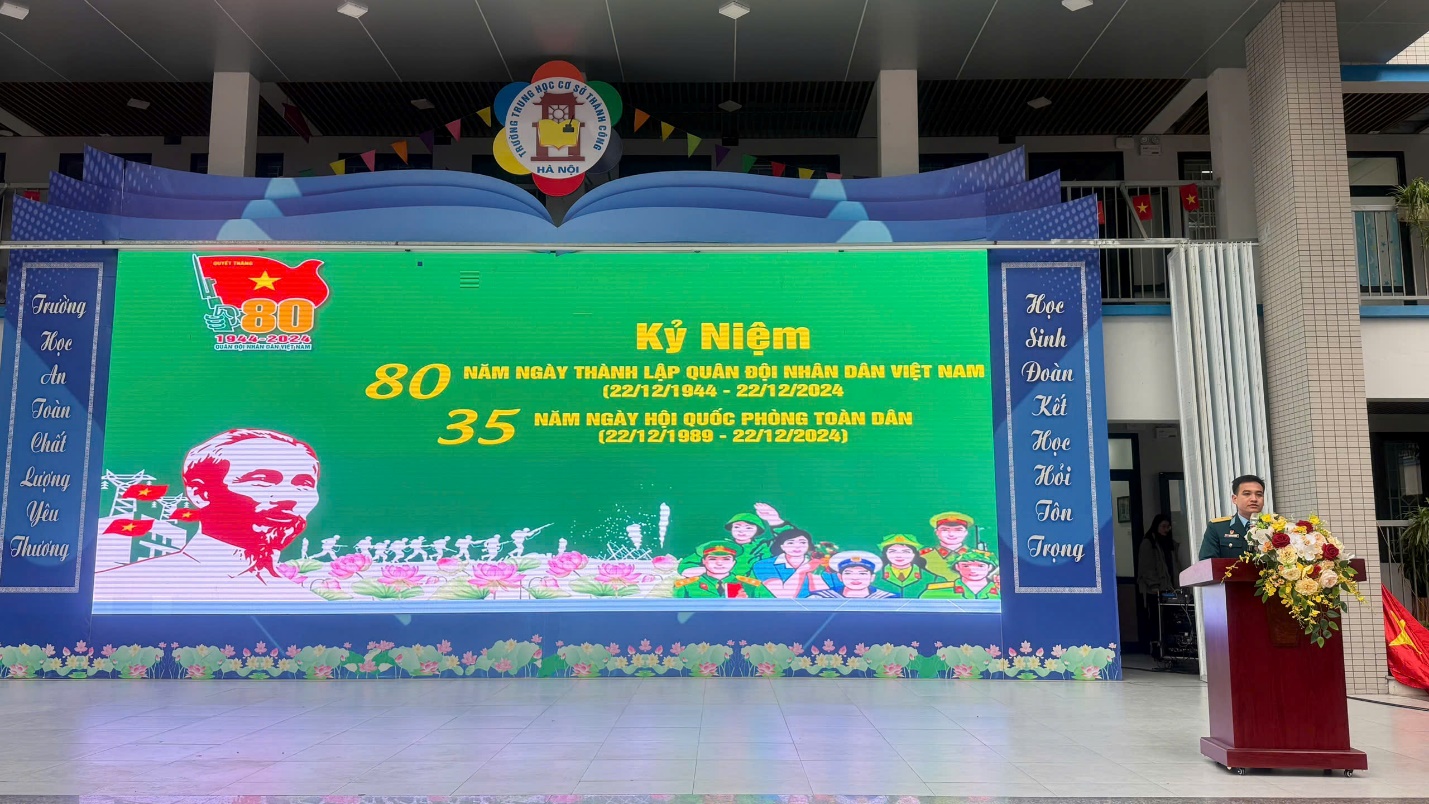 TRƯỜNG TRUNG HỌC CƠ SỞ THÀNH CÔNG
HÀ NỘI
QUYẾT THẮNG
80
1944-2024
QUÂN ĐỘI NHÂN DÂN VIỆT NAM
Kỷ Niệm
80 NĂM NGÀY THÀNH LẬP QUÂN ĐỘI NHÂN DÂN VIỆT NAM
(22/12/1944 - 22/12/2024
35 NĂM NGÀY HỘI QUỐC PHÒNG TOÀN DÂN
(22/12/1989 - 22/12/2024)
Trường
Học
An
Toàn
Chất
Lượng
Yêu
Thương
Học
Sinh
Đoàn
Kết
Học
Hỏi
Tôn
Trọng